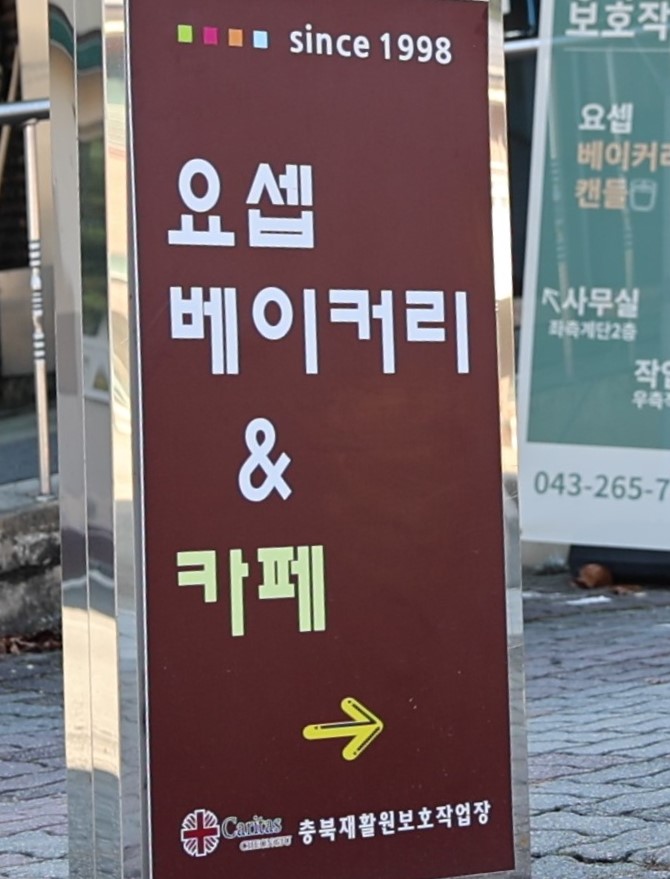 since 1998
요셉
베이커리
&
카페
Caritas
충북재활원보호작업장
보호작
요셉
베이커리
캔들
↖사무실
좌측계단2층
작업
043-265-7